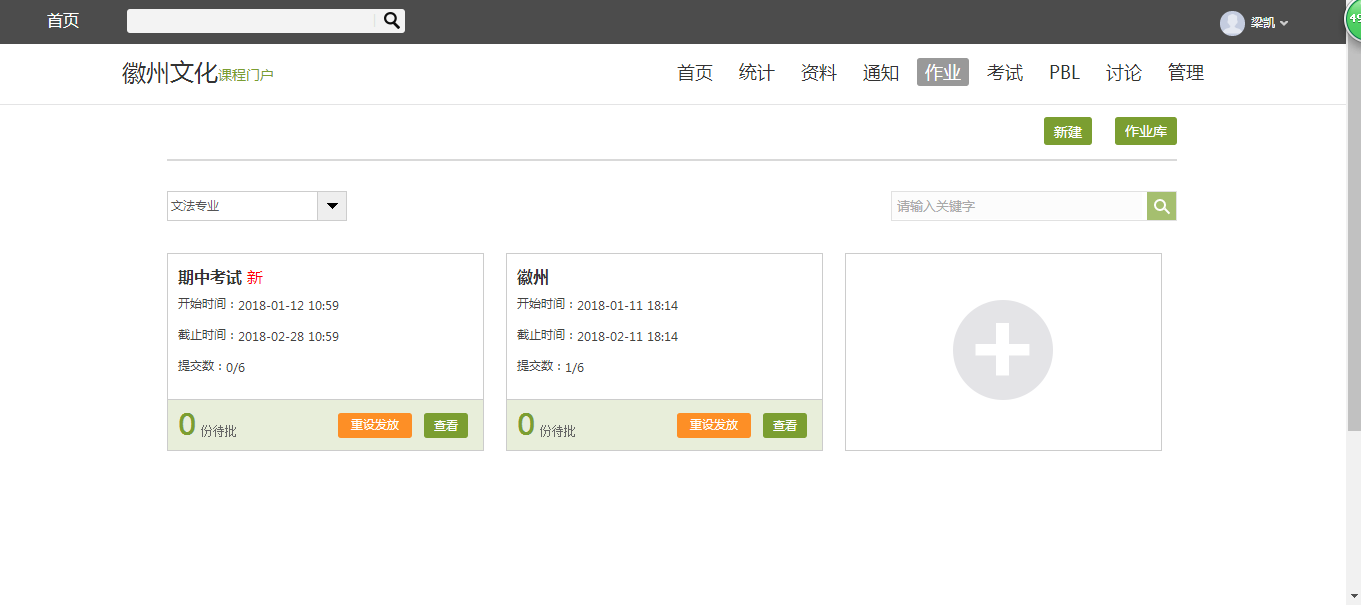 首页
梁凯
49
徽州文化课程门户
首页 统计 资料 通知 作业 考试 PBL 讨论 管理
新建 作业库
文法专业
请输入关键字
期中考试 新
开始时间：2018-01-12 10:59
截止时间：2018-02-28 10:59
提交数：0/6
0 份待批 重设发放 查看
徽州
开始时间：2018-01-11 18:14
截止时间：2018-02-11 18:14
提交数：1/6
0 份待批 重设发放 查看